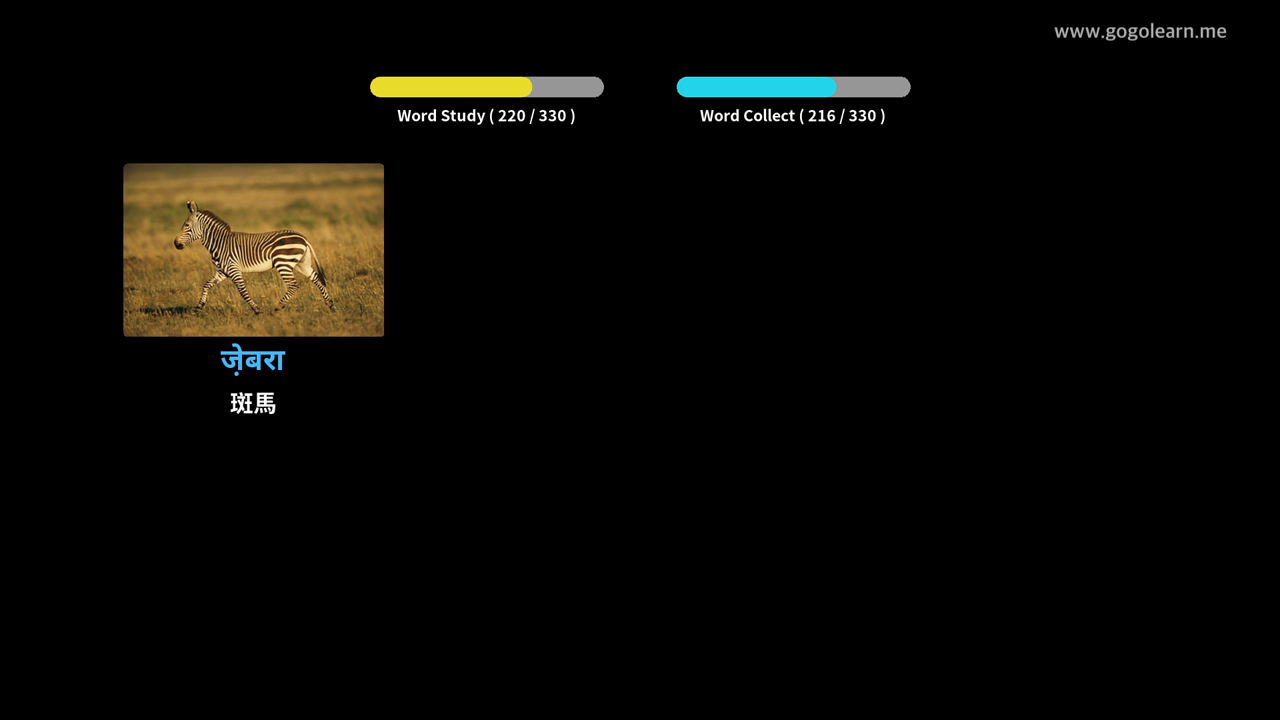 www.gogolearn.me
Word Study ( 220 / 330 )
Word Collect ( 216 / 330 )
ज़ेबरा
斑馬